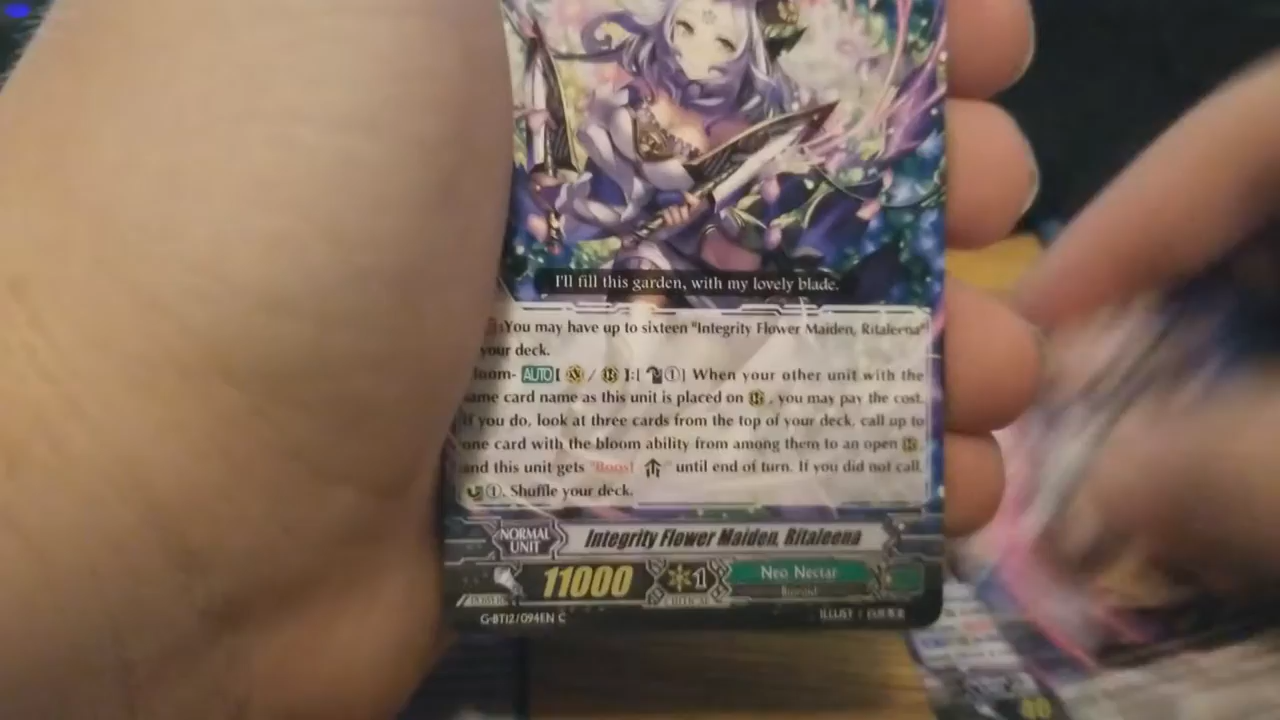 I'll fill this garden, with my lovely blade.
:You may have up to sixteen "Integrity Flower Maiden, Ritaleena"
your deck.
loom- AUTO [ / ]:[ ①] When your other unit with the
ame card name as this unit is placed on , you may pay the cost.
If you do, look at three cards from the top of your deck, call up to
one card with the bloom ability from among them to an open ,
and this unit gets "Boost " until end of turn. If you did not call,
①. Shuffle your deck.
NORMAL UNIT
Integrity Flower Maiden, Ritaleena
POWER 11000
1 CRITICAL
Neo Nectar
Bioroid
G-BT12/094EN C
ILLUST